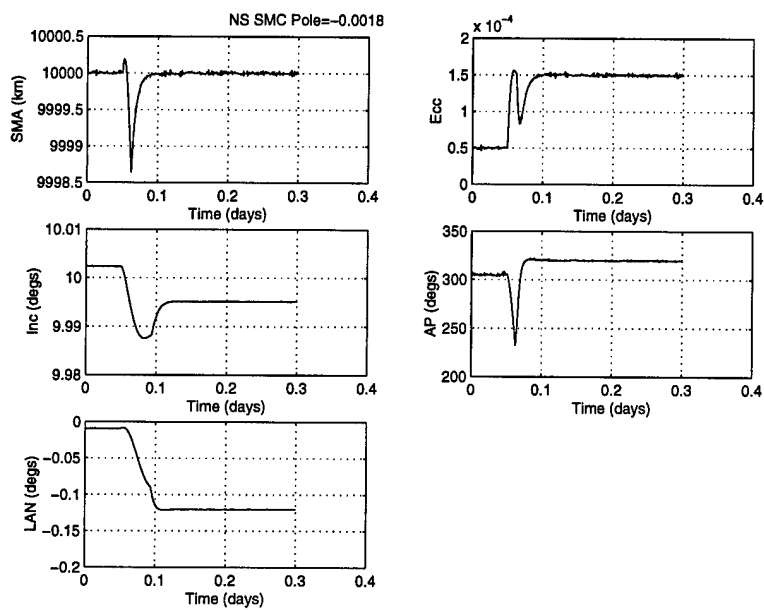 NS SMC Pole=−0.0018
10000.5
10000
9999.5
9999
9998.5
SMA (km)
0 0.1 0.2 0.3 0.4
Time (days)
x 10⁻⁴
2
1.5
1
0.5
0
Ecc
0 0.1 0.2 0.3 0.4
Time (days)
10.01
10
9.99
9.98
Inc (degs)
0 0.1 0.2 0.3 0.4
Time (days)
350
300
250
200
AP (degs)
0 0.1 0.2 0.3 0.4
Time (days)
0
−0.05
−0.1
−0.15
−0.2
LAN (degs)
0 0.1 0.2 0.3 0.4
Time (days)